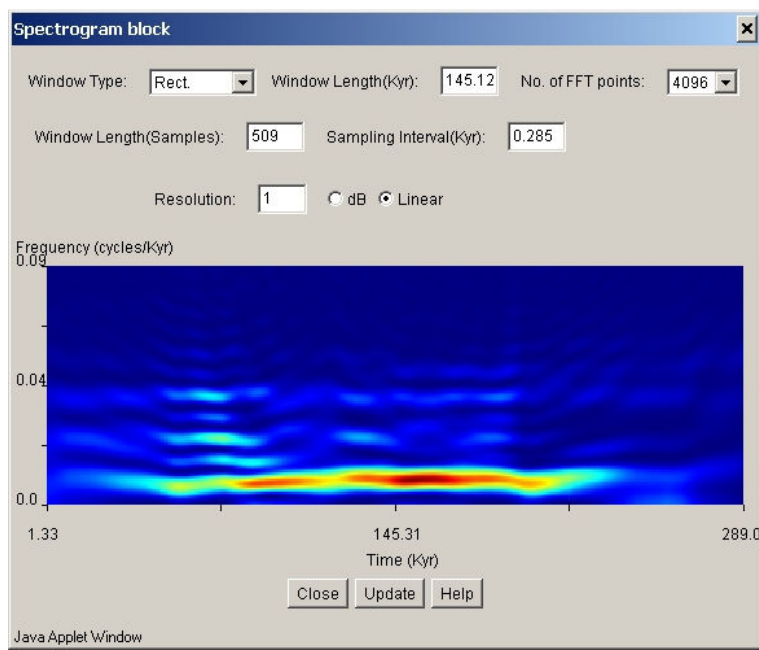 Spectrogram block
Window Type: Rect. Window Length(Kyr): 145.12 No. of FFT points: 4096
Window Length(Samples): 509 Sampling Interval(Kyr): 0.285
Resolution: 1 dB Linear
Frequency (cycles/Kyr)
0.09
0.04
0.0
1.33 145.31 289.0
Time (Kyr)
Close Update Help
Java Applet Window